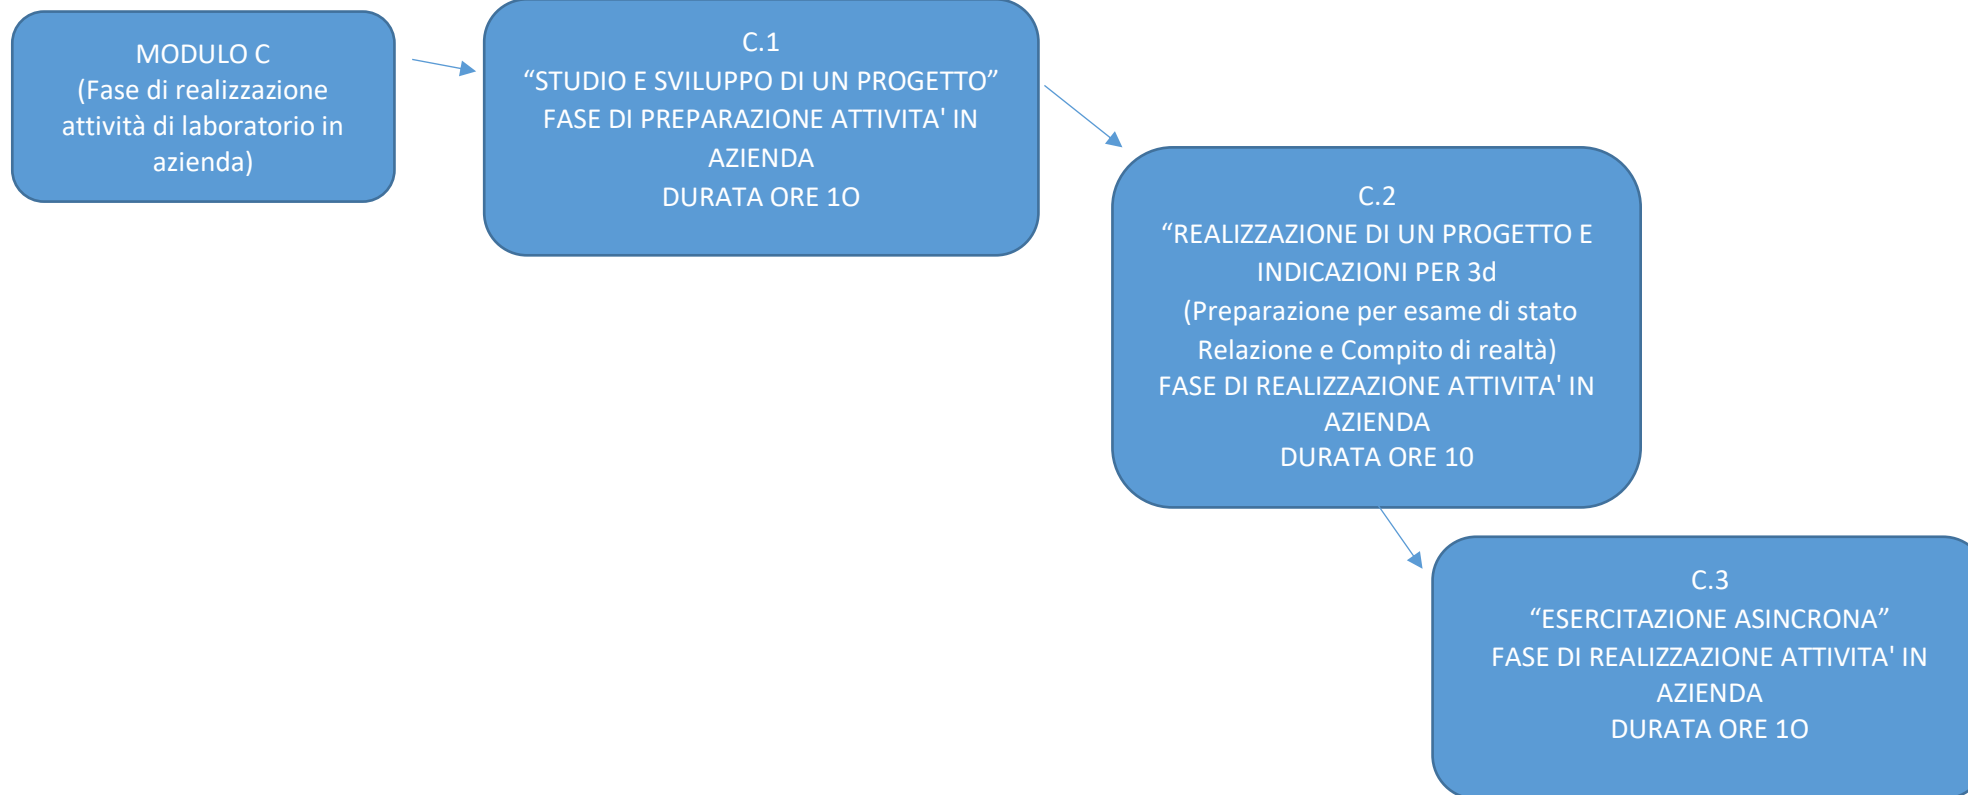 MODULO C
(Fase di realizzazione
attività di laboratorio in
azienda)
C.1
“STUDIO E SVILUPPO DI UN PROGETTO”
FASE DI PREPARAZIONE ATTIVITA' IN
AZIENDA
DURATA ORE 1O
C.2
“REALIZZAZIONE DI UN PROGETTO E
INDICAZIONI PER 3d
(Preparazione per esame di stato
Relazione e Compito di realtà)
FASE DI REALIZZAZIONE ATTIVITA' IN
AZIENDA
DURATA ORE 10
C.3
“ESERCITAZIONE ASINCRONA”
FASE DI REALIZZAZIONE ATTIVITA' IN
AZIENDA
DURATA ORE 1O